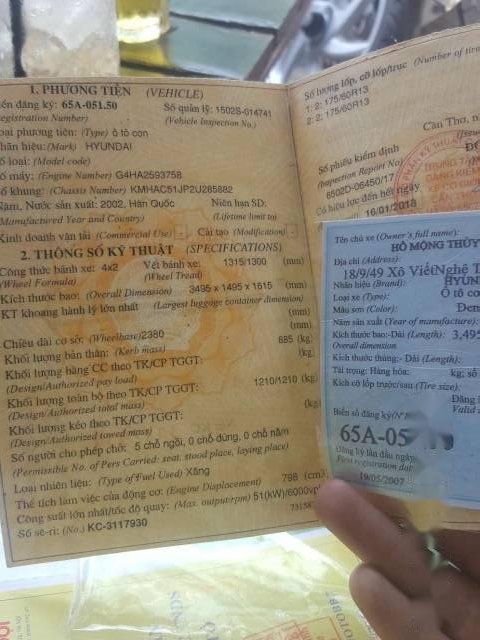 1. PHƯƠNG TIỆN (VEHICLE)
đăng ký: 65A-051.50 Số quản lý: 1502S-014741
(Vehicle Inspection No.)
phương tiện: (Type) ô tô con
hiệu: (Mark) HYUNDAI
loại: (Model code)
máy: (Engine Number) G4HA2593758
khung: (Chassis Number) KMHAC51JP2U285882
Năm, Nước sản xuất: 2002, Hàn Quốc Niên hạn SD:
(Manufactured Year and Country) (Lifetime limit to)
Kinh doanh vận tải (Commercial Use) Cải tạo (Modification)
2. THÔNG SỐ KỸ THUẬT (SPECIFICATIONS)
Công thức bánh xe: 4x2 Vết bánh xe: 1315/1300 (mm)
(Wheel Formula) (Wheel Tread)
Kích thước bao: (Overall Dimension) 3495 x 1495 x 1615 (mm)
KT khoang hành lý lớn nhất (Largest luggage container dimension)
(mm)
Chiều dài cơ sở: (Wheelbase) 2380 (mm)
Khối lượng bản thân: (Kerb mass) 885 (kg)
Khối lượng hàng CC theo TK/CP TGGT: (kg)
(Design/Authorized pay load)
Khối lượng toàn bộ theo TK/CP TGGT: 1210/1210 (kg)
(Design/Authorized total mass)
Khối lượng kéo theo TK/CP TGGT: (kg)
(Design/Authorized towed mass)
Số người cho phép chở: 5 chỗ ngồi, 0 chỗ đứng, 0 chỗ nằm
(Permissible No. of Pers Carried: seat, stood place, laying place)
Loại nhiên liệu: (Type of Fuel Used) Xăng
Thể tích làm việc của động cơ: (Engine Displacement) 798 (cm
Công suất lớn nhất/tốc độ quay: (Max. output/rpm) 51(kW)/6000vp
Số sê-ri: (No.) KC-3117930
Số lượng lốp, cỡ lốp/trục (Number of tire
1: 2; 175/60R13
2: 2; 175/60R13
Cần Thơ,
Số phiếu kiểm định
(Inspection Report No)
6502D-06450/17
Có hiệu lực đến hết ngày
16/01/2018
Tên chủ xe (Owner's full name):
HỒ MỘNG THÚY
Địa chỉ (Address):
18/9/49 Xô Viết Nghệ T
Nhãn hiệu (Brand): HYUN
Loại xe (Type): Ô tô c
Màu sơn (Color): Đen
Năm sản xuất (Year of manufacture):
Kích thước bao: Dài (Length): 3,495
Overall dimension
Kích thước thùng:- Dài (Length):
Tải trọng: Hàng hóa: kg; số
Kích cỡ lốp trước/sau (Tire size):
Đăng
Valid
Biển số đăng ký(N
65A-05
Đăng ký lần đầu ngày
First registration date
19/05/2007